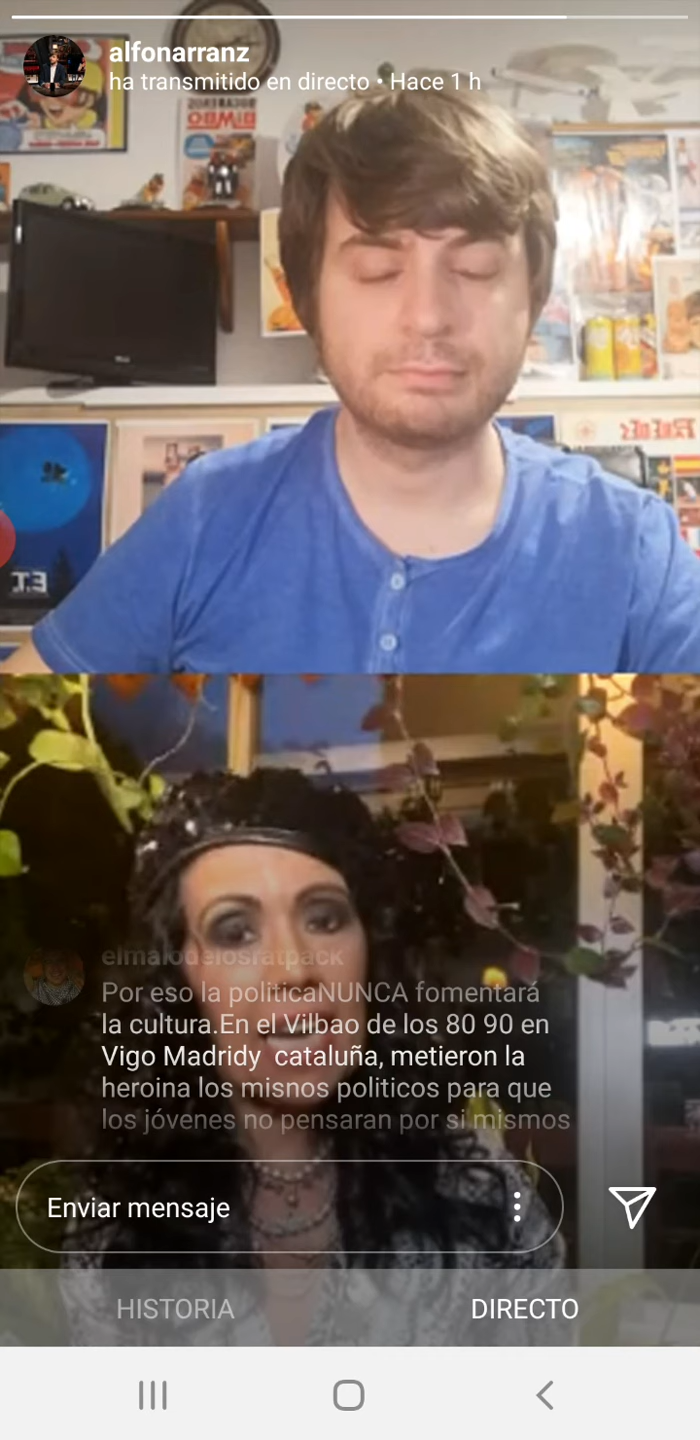 alfonarranz
ha transmitido en directo • Hace 1 h
BUCANEROS
BIMBO
E.T.
elmalodelosratpack
Por eso la politicaNUNCA fomentará
la cultura.En el Vilbao de los 80 90 en
Vigo Madridy cataluña, metieron la
heroina los misnos politicos para que
los jóvenes no pensaran por si mismos
Enviar mensaje
HISTORIA
DIRECTO